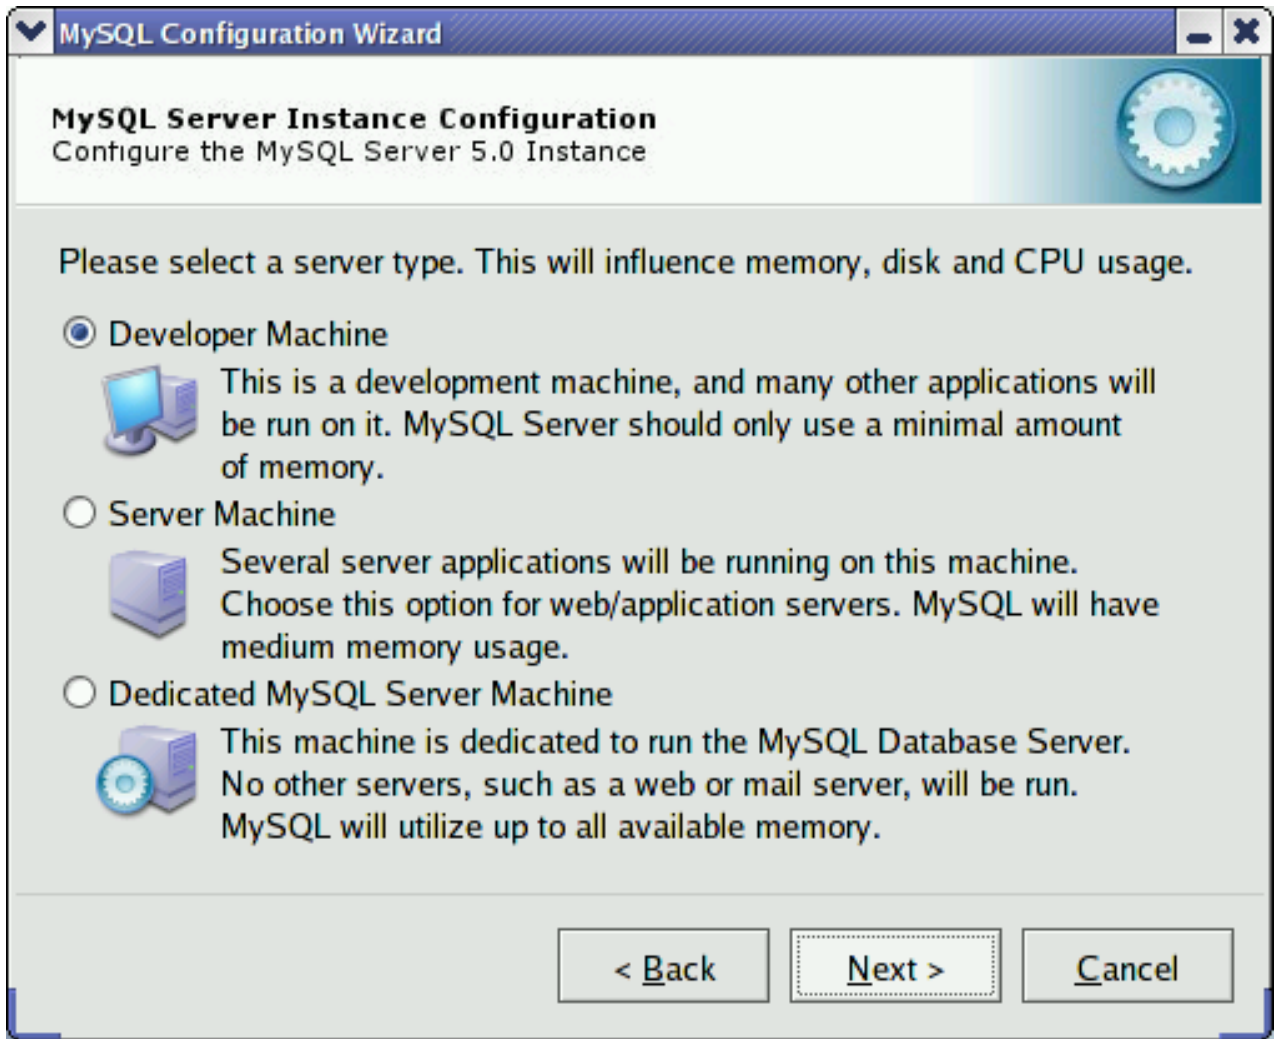 MySQL Configuration Wizard
MySQL Server Instance Configuration
Configure the MySQL Server 5.0 Instance
Please select a server type. This will influence memory, disk and CPU usage.
Developer Machine
This is a development machine, and many other applications will
be run on it. MySQL Server should only use a minimal amount
of memory.
Server Machine
Several server applications will be running on this machine.
Choose this option for web/application servers. MySQL will have
medium memory usage.
Dedicated MySQL Server Machine
This machine is dedicated to run the MySQL Database Server.
No other servers, such as a web or mail server, will be run.
MySQL will utilize up to all available memory.
< Back
Next >
Cancel